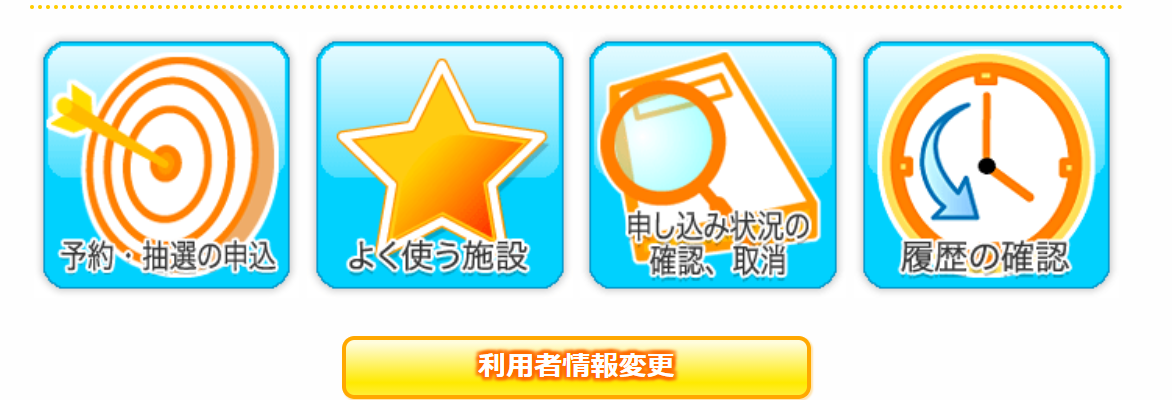 予約・抽選の申込
よく使う施設
申し込み状況の
確認、取消
履歴の確認
利用者情報変更